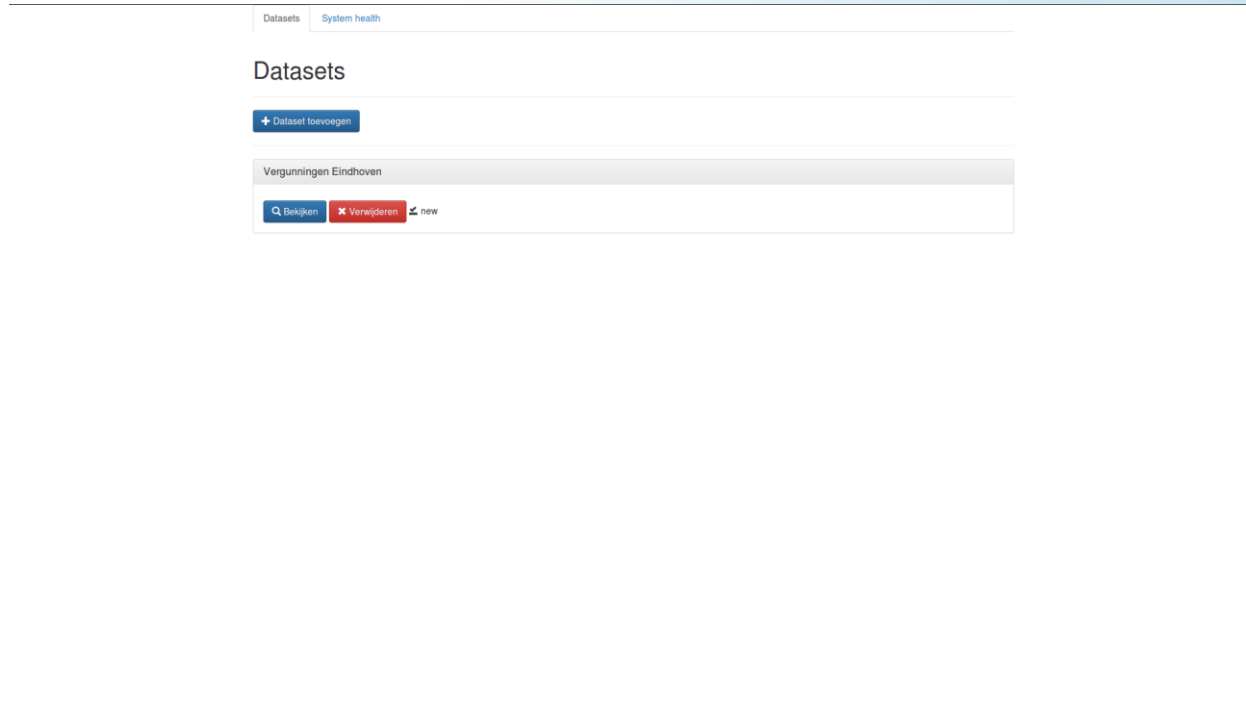 Datasets System health
Datasets
Dataset toevoegen
Vergunningen Eindhoven
Bekijken Verwijderen new